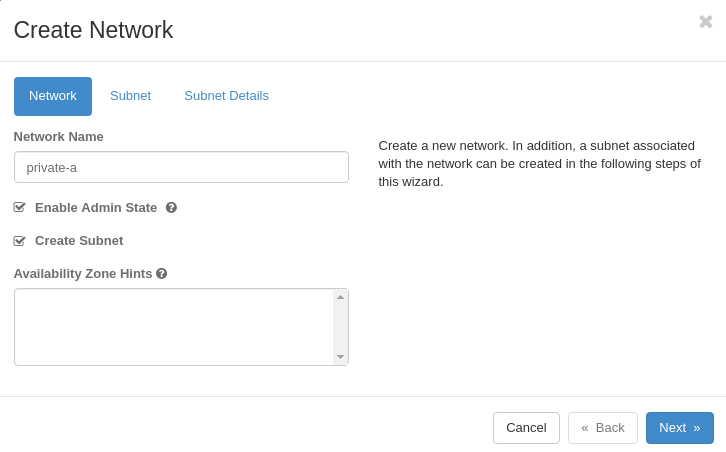 Create Network
×
Network Subnet Subnet Details
Network Name
private-a
Create a new network. In addition, a subnet associated
with the network can be created in the following steps of
this wizard.
Enable Admin State ?
Create Subnet
Availability Zone Hints ?
Cancel « Back Next »